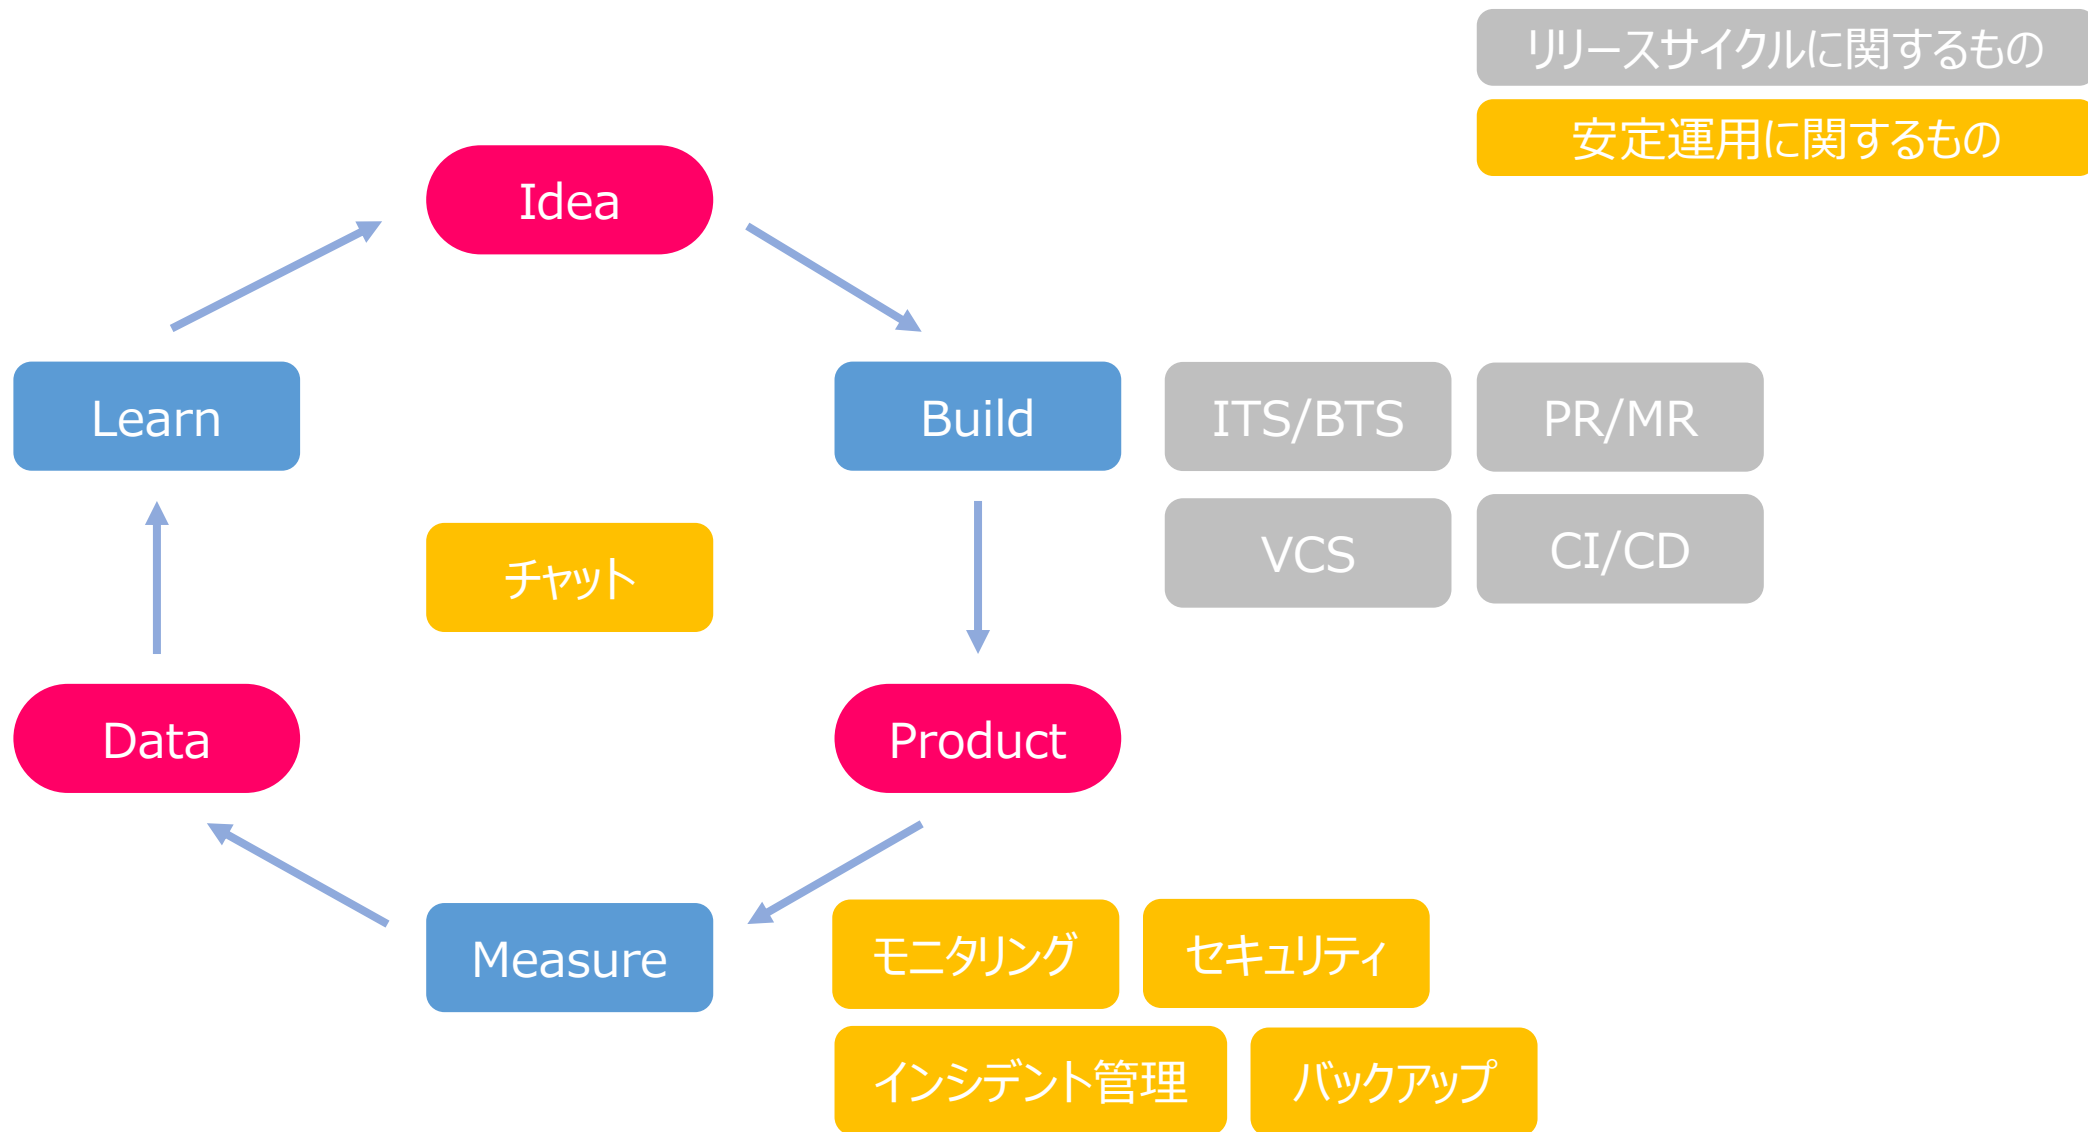 リリースサイクルに関するもの
安定運用に関するもの
Idea
Learn
Build
ITS/BTS
PR/MR
チャット
VCS
CI/CD
Data
Product
Measure
モニタリング
セキュリティ
インシデント管理
バックアップ